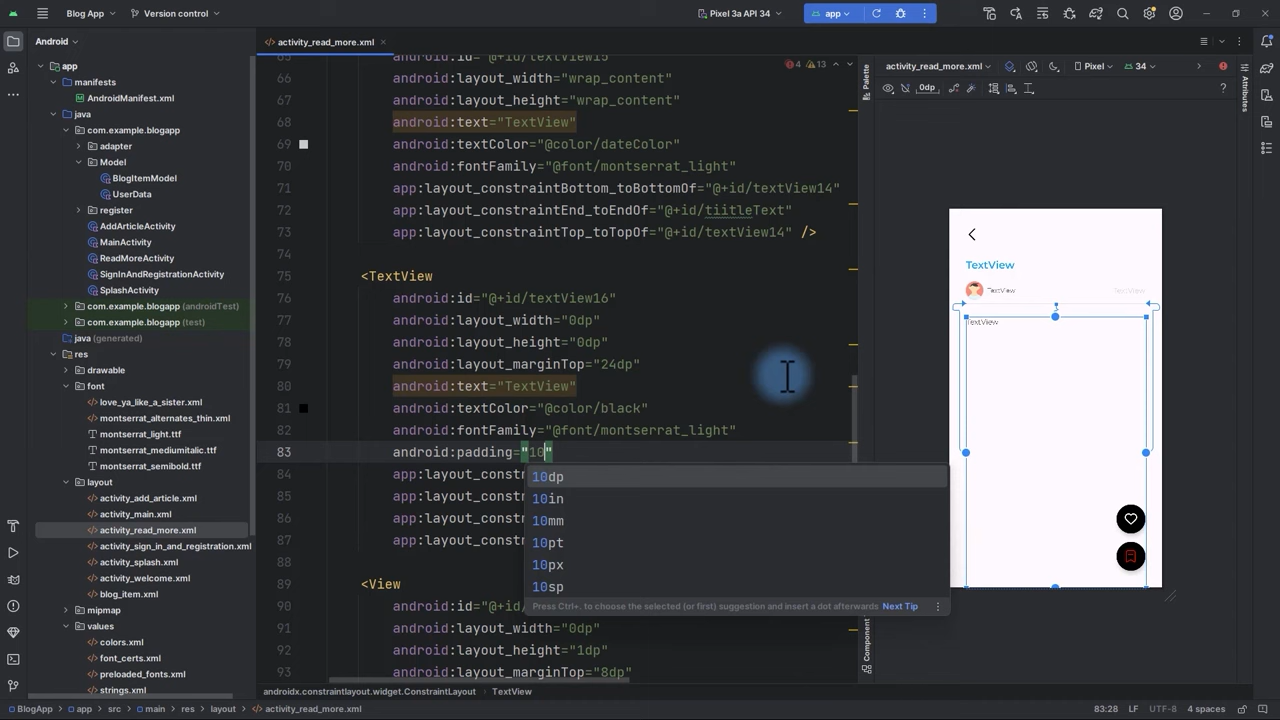 Blog App
Version control
Pixel 3a API 34
app
Android
activity_read_more.xml
app
manifests
AndroidManifest.xml
java
com.example.blogapp
adapter
Model
BlogItemModel
UserData
register
AddArticleActivity
MainActivity
ReadMoreActivity
SignInAndRegistrationActivity
SplashActivity
com.example.blogapp (androidTest)
com.example.blogapp (test)
java (generated)
res
drawable
font
love_ya_like_a_sister.xml
montserrat_alternates_thin.xml
montserrat_light.ttf
montserrat_mediumitalic.ttf
montserrat_semibold.ttf
layout
activity_add_article.xml
activity_main.xml
activity_read_more.xml
activity_sign_in_and_registration.xml
activity_splash.xml
activity_welcome.xml
blog_item.xml
mipmap
values
colors.xml
font_certs.xml
preloaded_fonts.xml
strings.xml
4 13
65 android:id="@+id/textView15"
66 android:layout_width="wrap_content"
67 android:layout_height="wrap_content"
68 android:text="TextView"
69 android:textColor="@color/dateColor"
70 android:fontFamily="@font/montserrat_light"
71 app:layout_constraintBottom_toBottomOf="@+id/textView14"
72 app:layout_constraintEnd_toEndOf="@+id/tiitleText"
73 app:layout_constraintTop_toTopOf="@+id/textView14" />
74
75 <TextView
76 android:id="@+id/textView16"
77 android:layout_width="0dp"
78 android:layout_height="0dp"
79 android:layout_marginTop="24dp"
80 android:text="TextView"
81 android:textColor="@color/black"
82 android:fontFamily="@font/montserrat_light"
83 android:padding="10"
84 app:layout_constr
85 app:layout_constr
86 app:layout_constr
87 app:layout_constr
88
89 <View
90 android:id="@+id/
91 android:layout_width="0dp"
92 android:layout_height="1dp"
93 android:layout_marginTop="8dp"
10dp
10in
10mm
10pt
10px
10sp
Press Ctrl+. to choose the selected (or first) suggestion and insert a dot afterwards Next Tip
androidx.constraintlayout.widget.ConstraintLayout TextView
Palette
Component
activity_read_more.xml
Pixel
34
0dp
?
Attributes
TextView
TextView
TextView
TextView
BlogApp > app > src > main > res > layout > activity_read_more.xml
83:28 LF UTF-8 4 spaces